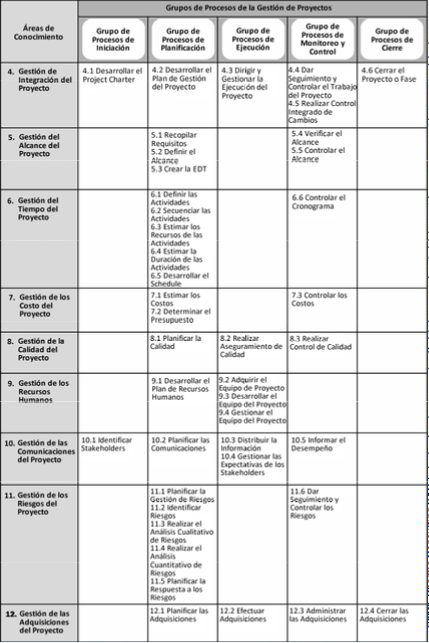 Grupos de Procesos de la Gestión de Proyectos
Áreas de
Conocimiento
Grupo de
Procesos de
Iniciación
Grupo de
Procesos de
Planificación
Grupo de
Procesos de
Ejecución
Grupo de
Procesos de
Monitoreo y
Control
Grupo de
Procesos de
Cierre
4. Gestión de
Integración del
Proyecto
4.1 Desarrollar el
Project Charter
4.2 Desarrollar el
Plan de Gestión
del Proyecto
4.3 Dirigir y
Gestionar la
Ejecución del
Proyecto
4.4 Dar
Seguimiento y
Controlar el Trabajo
del Proyecto
4.5 Realizar Control
Integrado de
Cambios
4.6 Cerrar el
Proyecto o Fase
5. Gestión del
Alcance del
Proyecto
5.1 Recopilar
Requisitos
5.2 Definir el
Alcance
5.3 Crear la EDT
5.4 Verificar el
Alcance
5.5 Controlar el
Alcance
6. Gestión del
Tiempo del
Proyecto
6.1 Definir las
Actividades
6.2 Secuenciar las
Actividades
6.3 Estimar los
Recursos de las
Actividades
6.4 Estimar la
Duración de las
Actividades
6.5 Desarrollar el
Schedule
6.6 Controlar el
Cronograma
7. Gestión de los
Costo del
Proyecto
7.1 Estimar los
Costos
7.2 Determinar el
Presupuesto
7.3 Controlar los
Costos
8. Gestión de la
Calidad del
Proyecto
8.1 Planificar la
Calidad
8.2 Realizar
Aseguramiento de
Calidad
8.3 Realizar
Control de Calidad
9. Gestión de los
Recursos
Humanos
9.1 Desarrollar el
Plan de Recursos
Humanos
9.2 Adquirir el
Equipo de Proyecto
9.3 Desarrollar el
Equipo del Proyecto
9.4 Gestionar el
Equipo del Proyecto
10. Gestión de las
Comunicaciones
del Proyecto
10.1 Identificar
Stakeholders
10.2 Planificar las
Comunicaciones
10.3 Distribuir la
Información
10.4 Gestionar las
Expectativas de los
Stakeholders
10.5 Informar el
Desempeño
11. Gestión de los
Riesgos del
Proyecto
11.1 Planificar la
Gestión de Riesgos
11.2 Identificar
Riesgos
11.3 Realizar el
Análisis Cualitativo
de Riesgos
11.4 Realizar el
Análisis
Cuantitativo de
Riesgos
11.5 Planificar la
Respuesta a los
Riesgos
11.6 Dar
Seguimiento y
Controlar los
Riesgos
12. Gestión de las
Adquisiciones
del Proyecto
12.1 Planificar las
Adquisiciones
12.2 Efectuar
Adquisiciones
12.3 Administrar
las Adquisiciones
12.4 Cerrar las
Adquisiciones